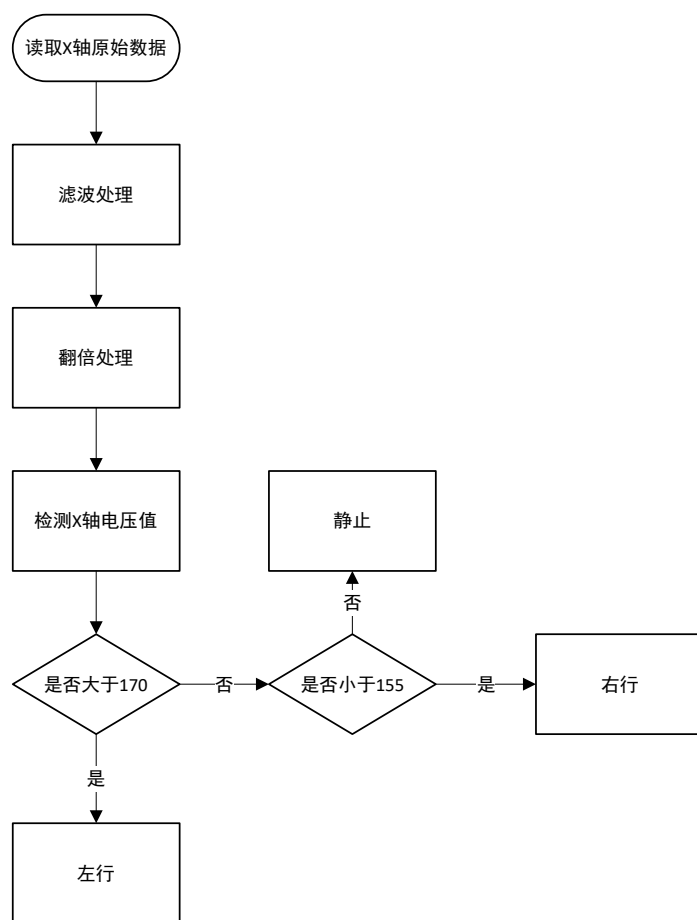 读取X轴原始数据
滤波处理
翻倍处理
检测X轴电压值
静止
否
是否大于170
否
是否小于155
是
右行
是
左行